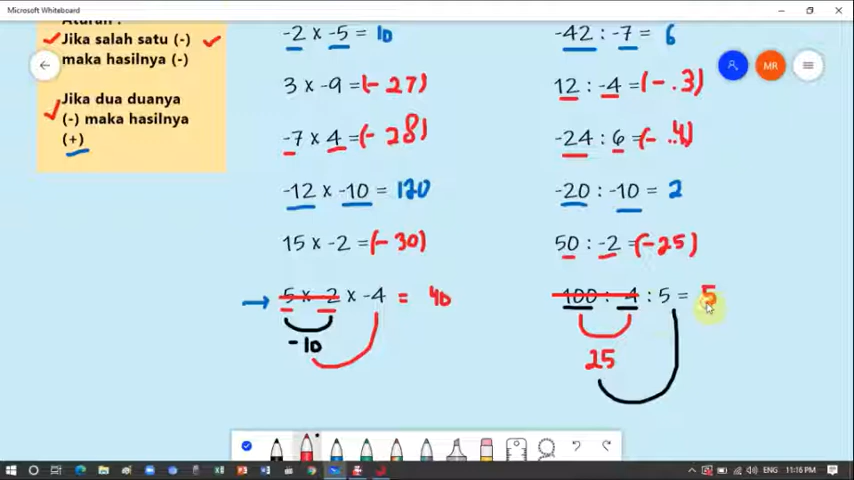 Microsoft Whiteboard
Aturan :
Jika salah satu (-)
maka hasilnya (-)
Jika dua duanya
(-) maka hasilnya
(+)
-2 x -5 = 10
3 x -9 = (- 27)
-7 x 4 = (- 28)
-12 x -10 = 120
15 x -2 = (- 30)
5 x -2 x -4 = 40
-10
-42 : -7 = 6
12 : -4 = (- .3)
-24 : 6 = (- ..4)
-20 : -10 = 2
50 : -2 = (-25)
-100 : -4 : 5 = 5
25
MR
ENG
11:16 PM